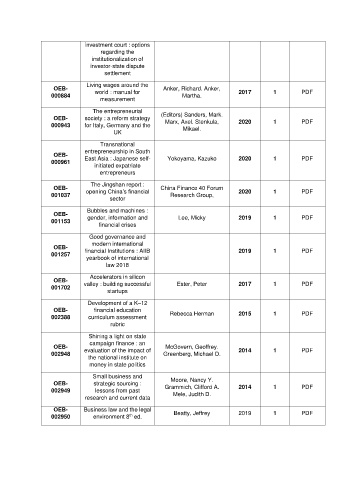 investment court : options
regarding the
institutionalization of
investor-state dispute
settlement
OEB-
000884
Living wages around the
world : manual for
measurement
Anker, Richard. Anker,
Martha.
2017
1
PDF
OEB-
000943
The entrepreneurial
society : a reform strategy
for Italy, Germany and the
UK
(Editors) Sanders, Mark.
Marx, Axel. Stenkula,
Mikael.
2020
1
PDF
OEB-
000961
Transnational
entrepreneurship in South
East Asia : Japanese self-
initiated expatriate
entrepreneurs
Yokoyama, Kazuko
2020
1
PDF
OEB-
001037
The Jingshan report :
opening China's financial
sector
China Finance 40 Forum
Research Group.
2020
1
PDF
OEB-
001153
Bubbles and machines :
gender, information and
financial crises
Lee, Micky
2019
1
PDF
OEB-
001257
Good governance and
modern international
financial institutions : AIIB
yearbook of international
law 2018
2019
1
PDF
OEB-
001702
Accelerators in silicon
valley : building successful
startups
Ester, Peter
2017
1
PDF
OEB-
002388
Development of a K–12
financial education
curriculum assessment
rubric
Rebecca Herman
2015
1
PDF
OEB-
002948
Shining a light on state
campaign finance : an
evaluation of the impact of
the national institute on
money in state politics
McGovern, Geoffrey.
Greenberg, Michael D.
2014
1
PDF
OEB-
002949
Small business and
strategic sourcing :
lessons from past
research and current data
Moore, Nancy Y.
Grammich, Clifford A.
Mele, Judith D.
2014
1
PDF
OEB-
002950
Business law and the legal
environment 8th ed.
Beatty, Jeffrey
2019
1
PDF